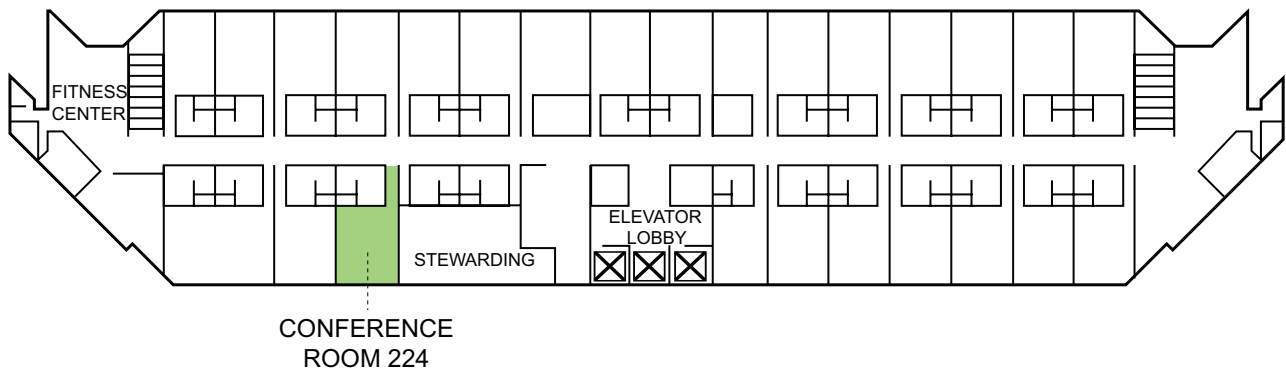 FITNESS
CENTER
ELEVATOR
LOBBY
STEWARDING
CONFERENCE
ROOM 224